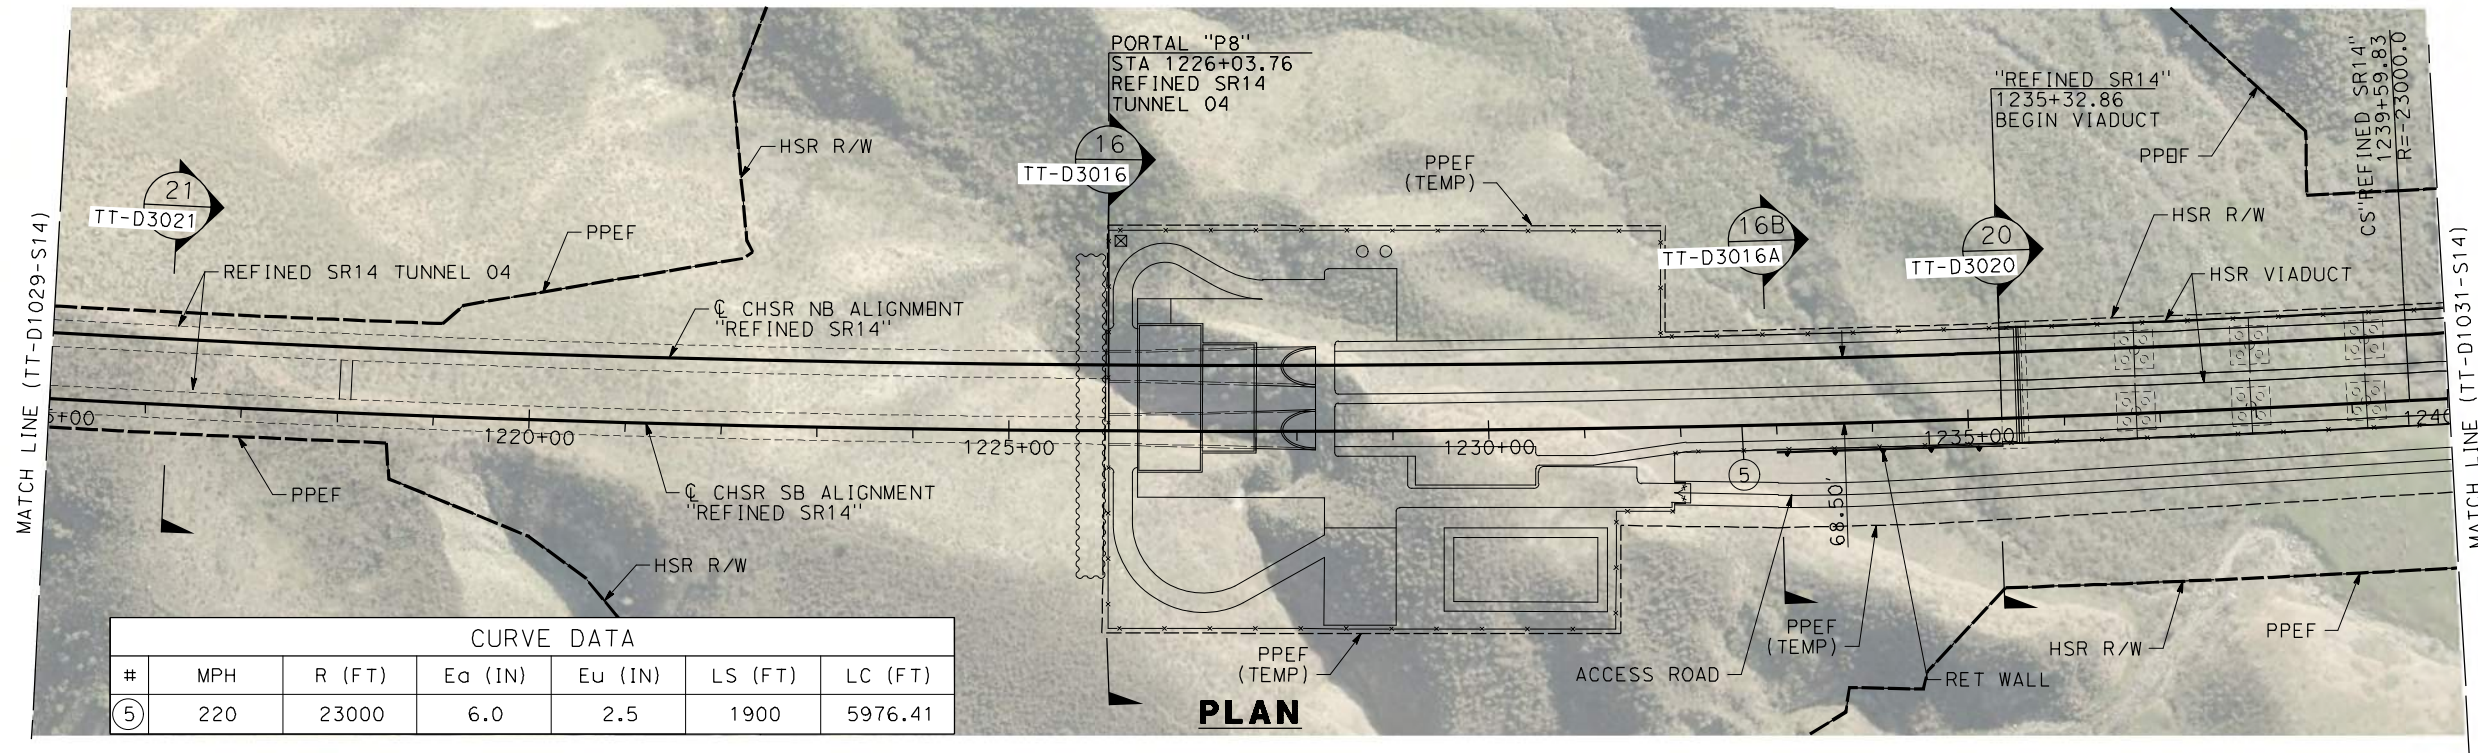 PORTAL "P8"
STA 1226+03.76
REFINED SR14
TUNNEL 04
"REFINED SR14"
1235+32.86
BEGIN VIADUCT
CS"REFINED SR14"
1239+59.83
R=-23000.0
HSR R/W
16
TT-D3016
PPEF
(TEMP)
PPEF
21
TT-D3021
16B
TT-D3016A
20
TT-D3020
HSR R/W
PPEF
REFINED SR14 TUNNEL 04
HSR VIADUCT
MATCH LINE (TT-D1029-S14)
MATCH LINE (TT-D1031-S14)
℄ CHSR NB ALIGNMENT
"REFINED SR14"
5+00
1220+00
1225+00
1230+00
1235+00
1240
5
68.50'
PPEF
℄ CHSR SB ALIGNMENT
"REFINED SR14"
HSR R/W
PPEF
(TEMP)
PPEF
(TEMP)
ACCESS ROAD
RET WALL
HSR R/W
PPEF
CURVE DATA
# MPH R (FT) Ea (IN) Eu (IN) LS (FT) LC (FT)
5 220 23000 6.0 2.5 1900 5976.41
PLAN